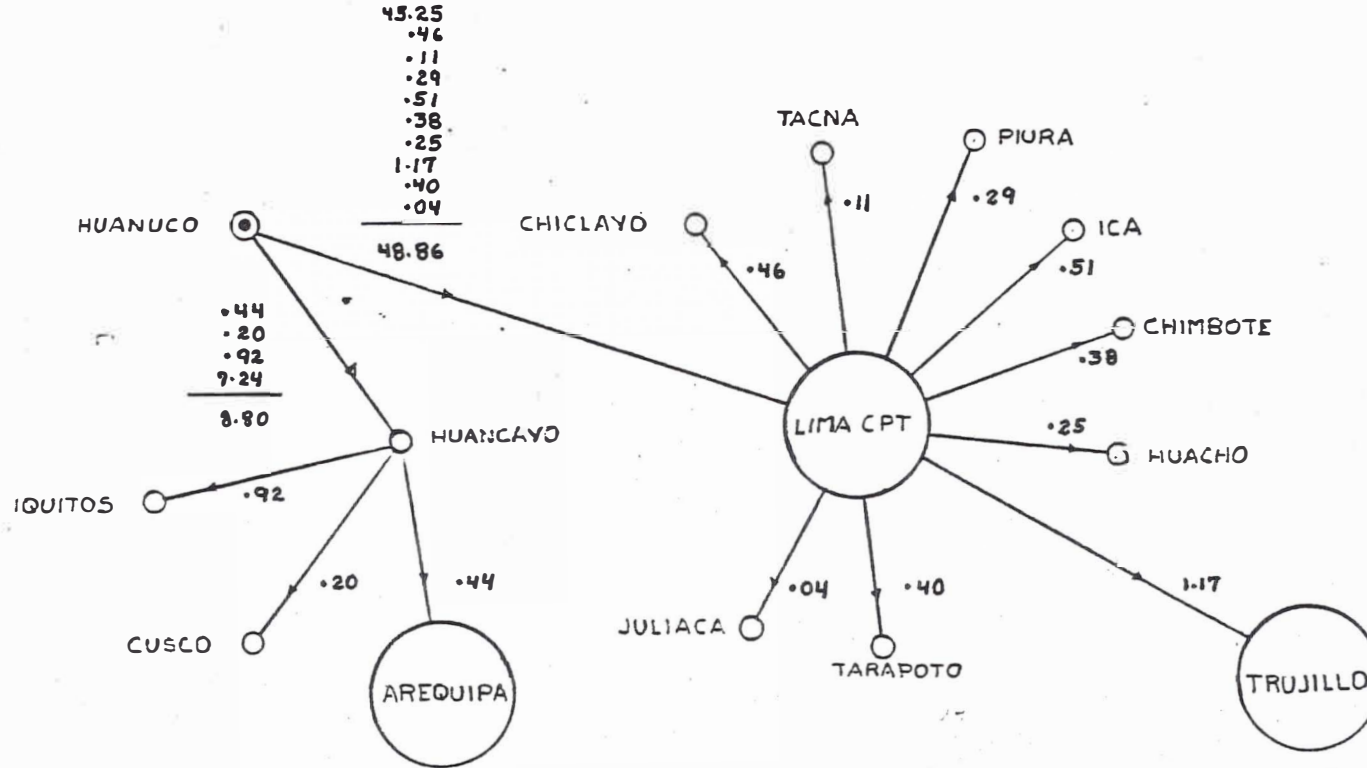 45.25
.46
.11
.29
.51
.38
.25
1.17
.40
.04
48.86
HUANUCO
.44
.20
.92
7.24
8.80
HUANCAYO
IQUITOS
.92
.20
.44
CUSCO
AREQUIPA
TACNA
PIURA
CHICLAYO
.11
.29
ICA
.46
.51
CHIMBOTE
.38
LIMA CPT
.25
HUACHO
JULIACA
.04
.40
1.17
TARAPOTO
TRUJILLO